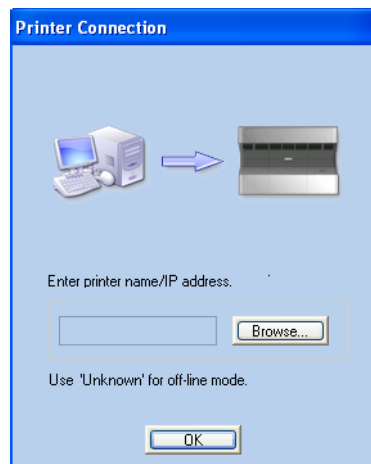 Printer Connection
Enter printer name/IP address.
Browse...
Use 'Unknown' for off-line mode.
OK